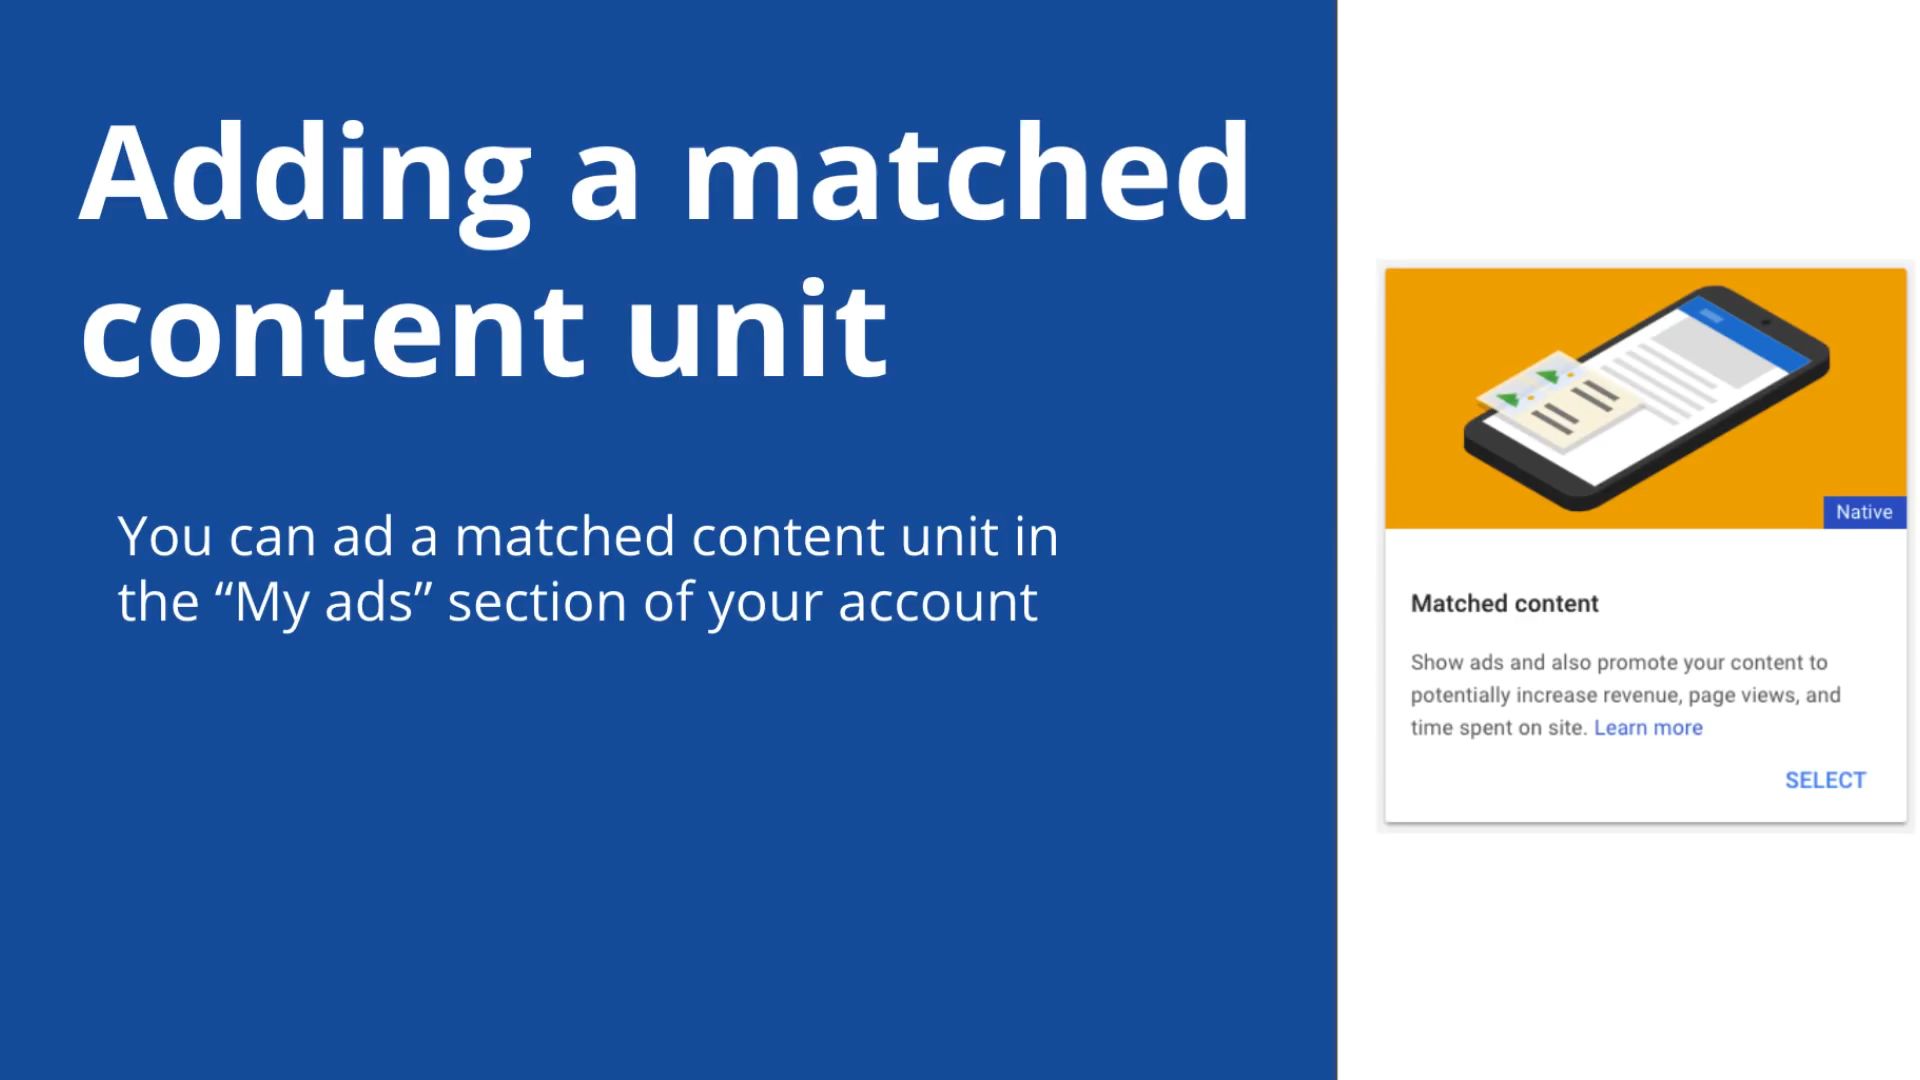 Adding a matched
content unit
You can ad a matched content unit in
the “My ads” section of your account
Native
Matched content
Show ads and also promote your content to
potentially increase revenue, page views, and
time spent on site. Learn more
SELECT